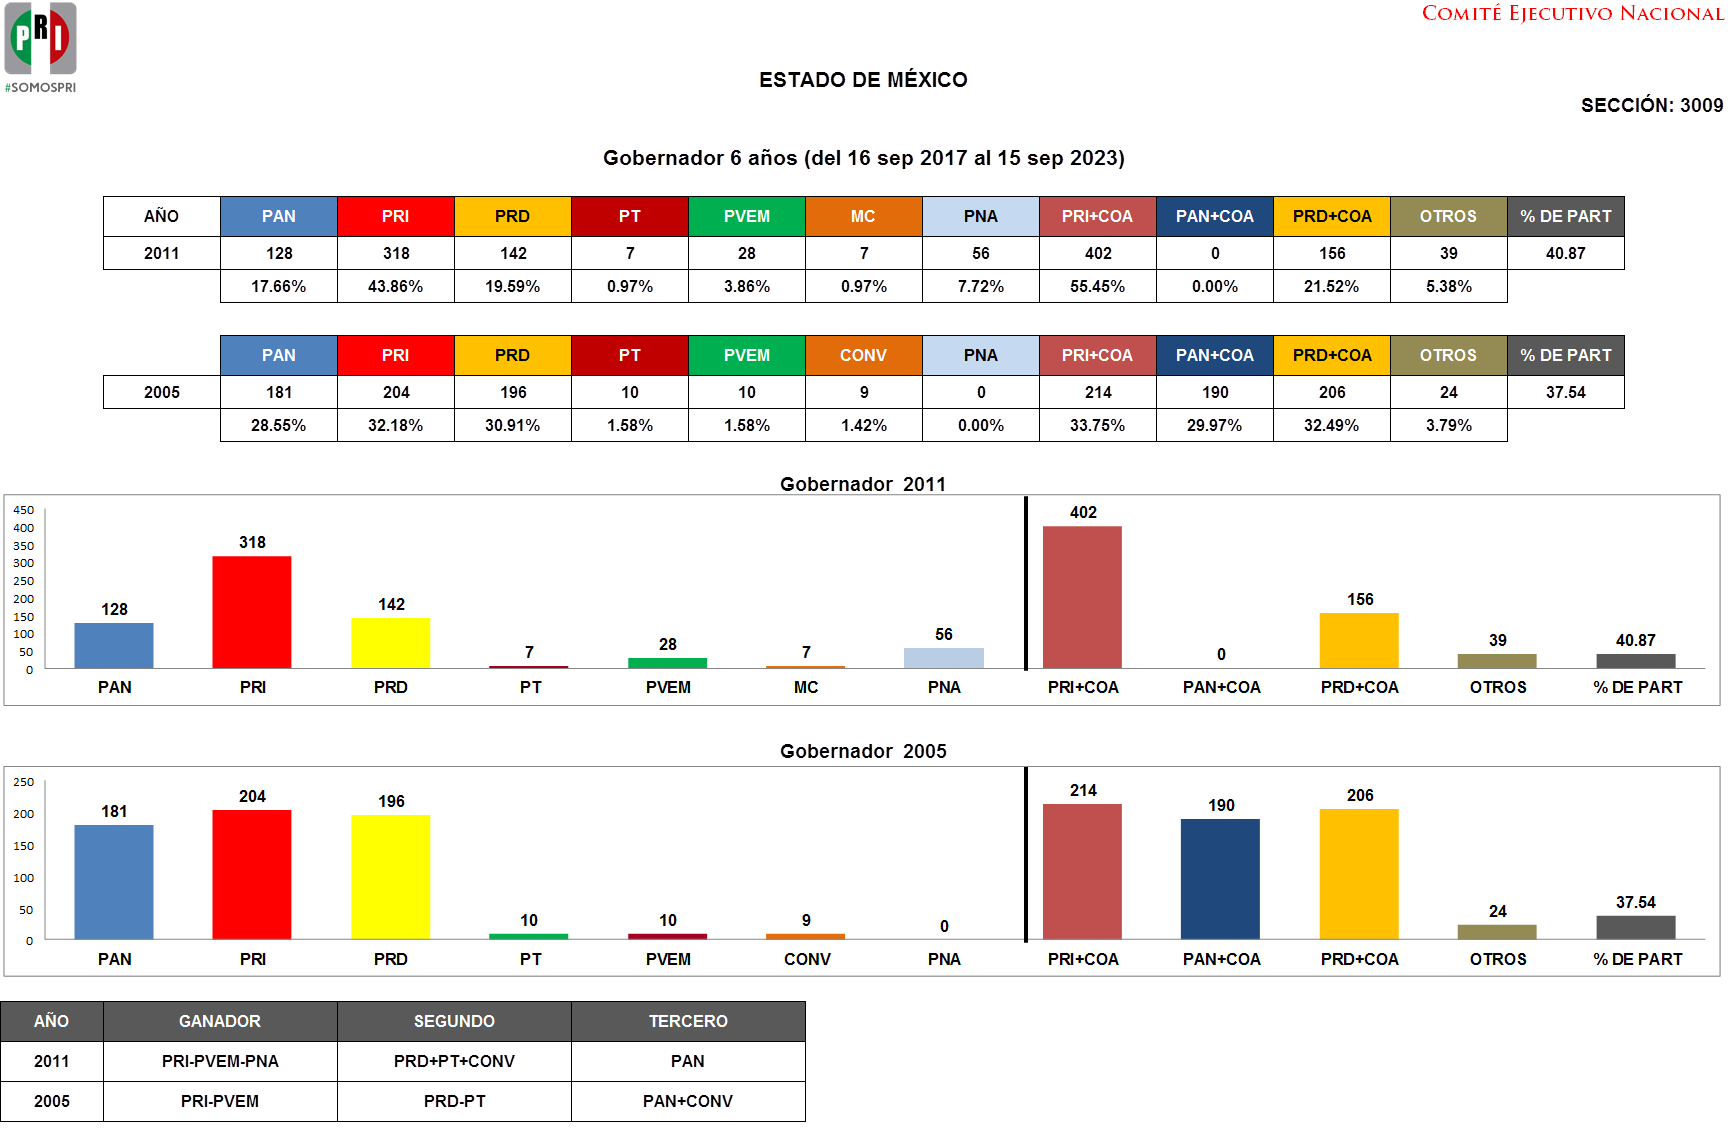 PRI
#SOMOSPRI
COMITÉ EJECUTIVO NACIONAL
ESTADO DE MÉXICO
SECCIÓN: 3009
Gobernador 6 años (del 16 sep 2017 al 15 sep 2023)
AÑO PAN PRI PRD PT PVEM MC PNA PRI+COA PAN+COA PRD+COA OTROS % DE PART
2011 128 318 142 7 28 7 56 402 0 156 39 40.87
17.66% 43.86% 19.59% 0.97% 3.86% 0.97% 7.72% 55.45% 0.00% 21.52% 5.38%
PAN PRI PRD PT PVEM CONV PNA PRI+COA PAN+COA PRD+COA OTROS % DE PART
2005 181 204 196 10 10 9 0 214 190 206 24 37.54
28.55% 32.18% 30.91% 1.58% 1.58% 1.42% 0.00% 33.75% 29.97% 32.49% 3.79%
Gobernador 2011
450
400
350
300
250
200
150
100
50
0
128 318 142 7 28 7 56 402 0 156 39 40.87
PAN PRI PRD PT PVEM MC PNA PRI+COA PAN+COA PRD+COA OTROS % DE PART
Gobernador 2005
250
200
150
100
50
0
181 204 196 10 10 9 0 214 190 206 24 37.54
PAN PRI PRD PT PVEM CONV PNA PRI+COA PAN+COA PRD+COA OTROS % DE PART
AÑO GANADOR SEGUNDO TERCERO
2011 PRI-PVEM-PNA PRD+PT+CONV PAN
2005 PRI-PVEM PRD-PT PAN+CONV